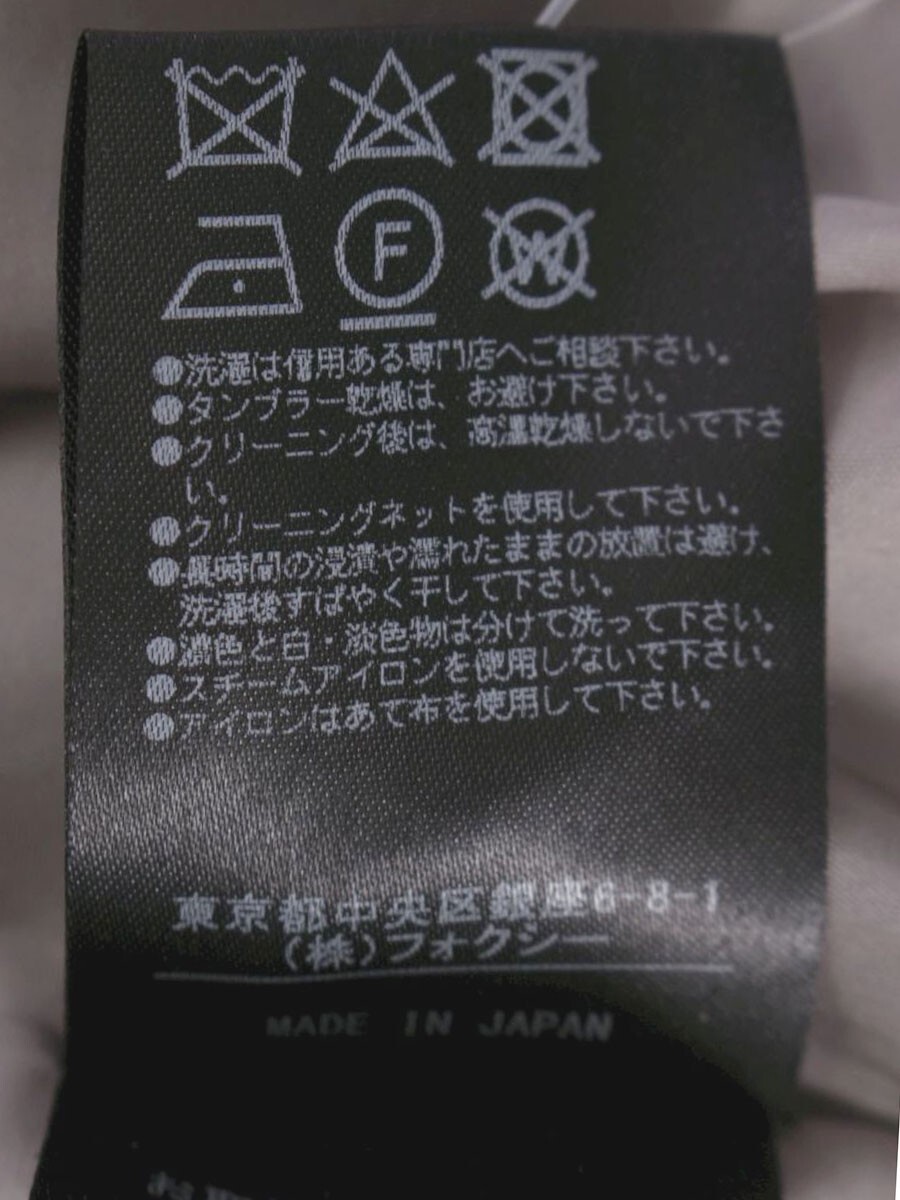 F
W
●洗濯は信用ある専門店へご相談下さい。
●タンブラー乾燥は、お避け下さい。
●クリーニング後は、高温乾燥しないで下さ
い。
●クリーニングネットを使用して下さい。
●長時間の浸漬や濡れたままの放置は避け、
洗濯後すばやく干して下さい。
●濃色と白・淡色物は分けて洗って下さい。
●スチームアイロンを使用しないで下さい。
●アイロンはあて布を使用して下さい。
東京都中央区銀座6-8-1
(株)フォクシー
MADE IN JAPAN